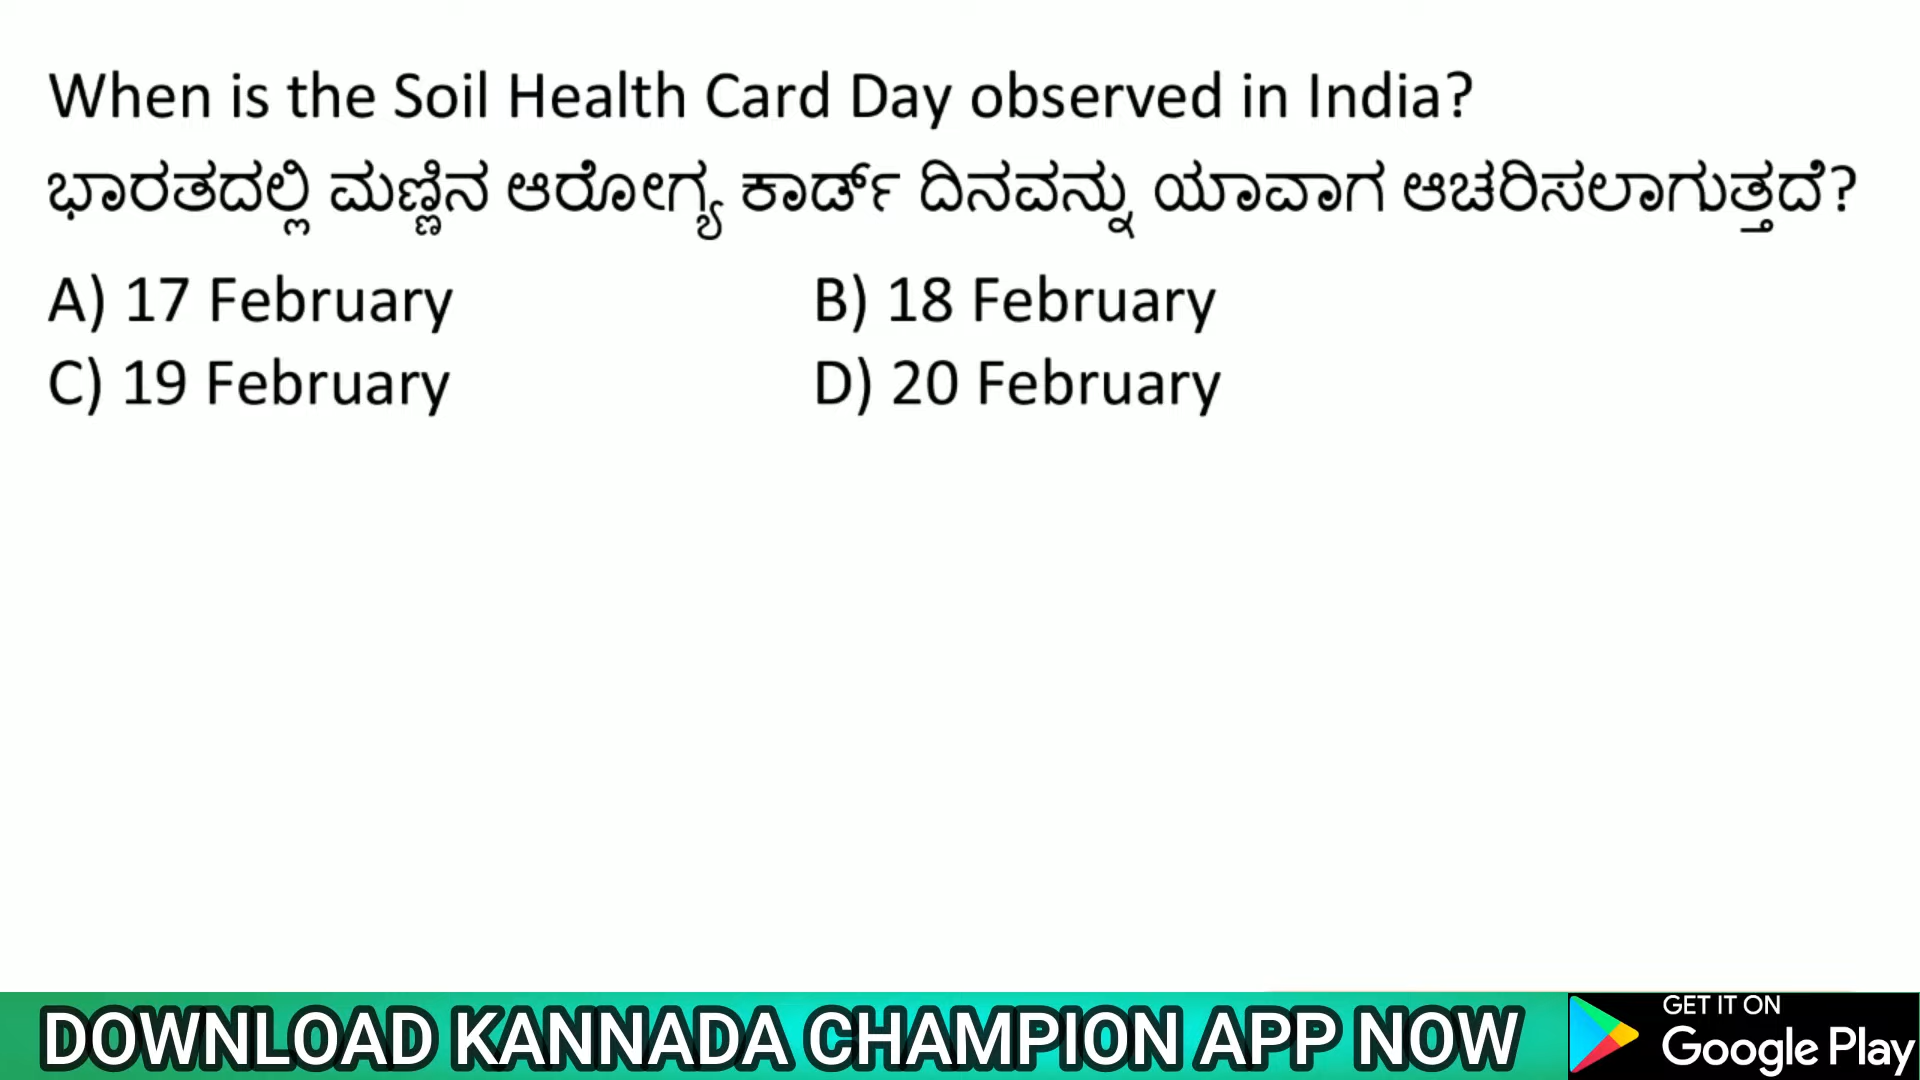 When is the Soil Health Card Day observed in India?
ಭಾರತದಲ್ಲಿ ಮಣ್ಣಿನ ಆರೋಗ್ಯ ಕಾರ್ಡ್ ದಿನವನ್ನು ಯಾವಾಗ ಆಚರಿಸಲಾಗುತ್ತದೆ?
A) 17 February B) 18 February
C) 19 February D) 20 February
DOWNLOAD KANNADA CHAMPION APP NOW
GET IT ON
Google Play